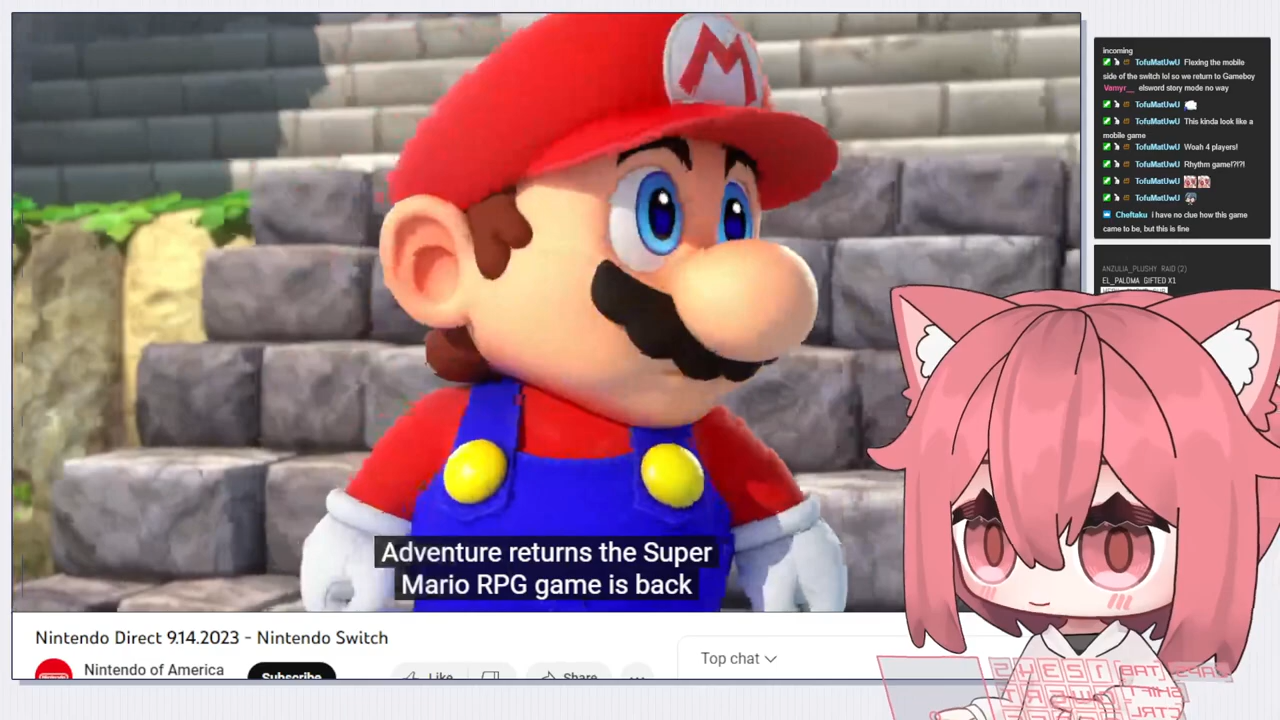 M
Adventure returns the Super
Mario RPG game is back
Nintendo Direct 9.14.2023 - Nintendo Switch
Nintendo of America
Subscribe
Like
Share
Top chat
incoming
TofuMatUwU Flexing the mobile
side of the switch lol so we return to Gameboy
Vamyr__ elsword story mode no way
TofuMatUwU
TofuMatUwU This kinda look like a
mobile game
TofuMatUwU Woah 4 players!
TofuMatUwU Rhythm game!?!?!
TofuMatUwU
TofuMatUwU
Cheftaku i have no clue how this game
came to be, but this is fine
ANZULIA_PLUSHY RAID (2)
EL_PALOMA GIFTED X1